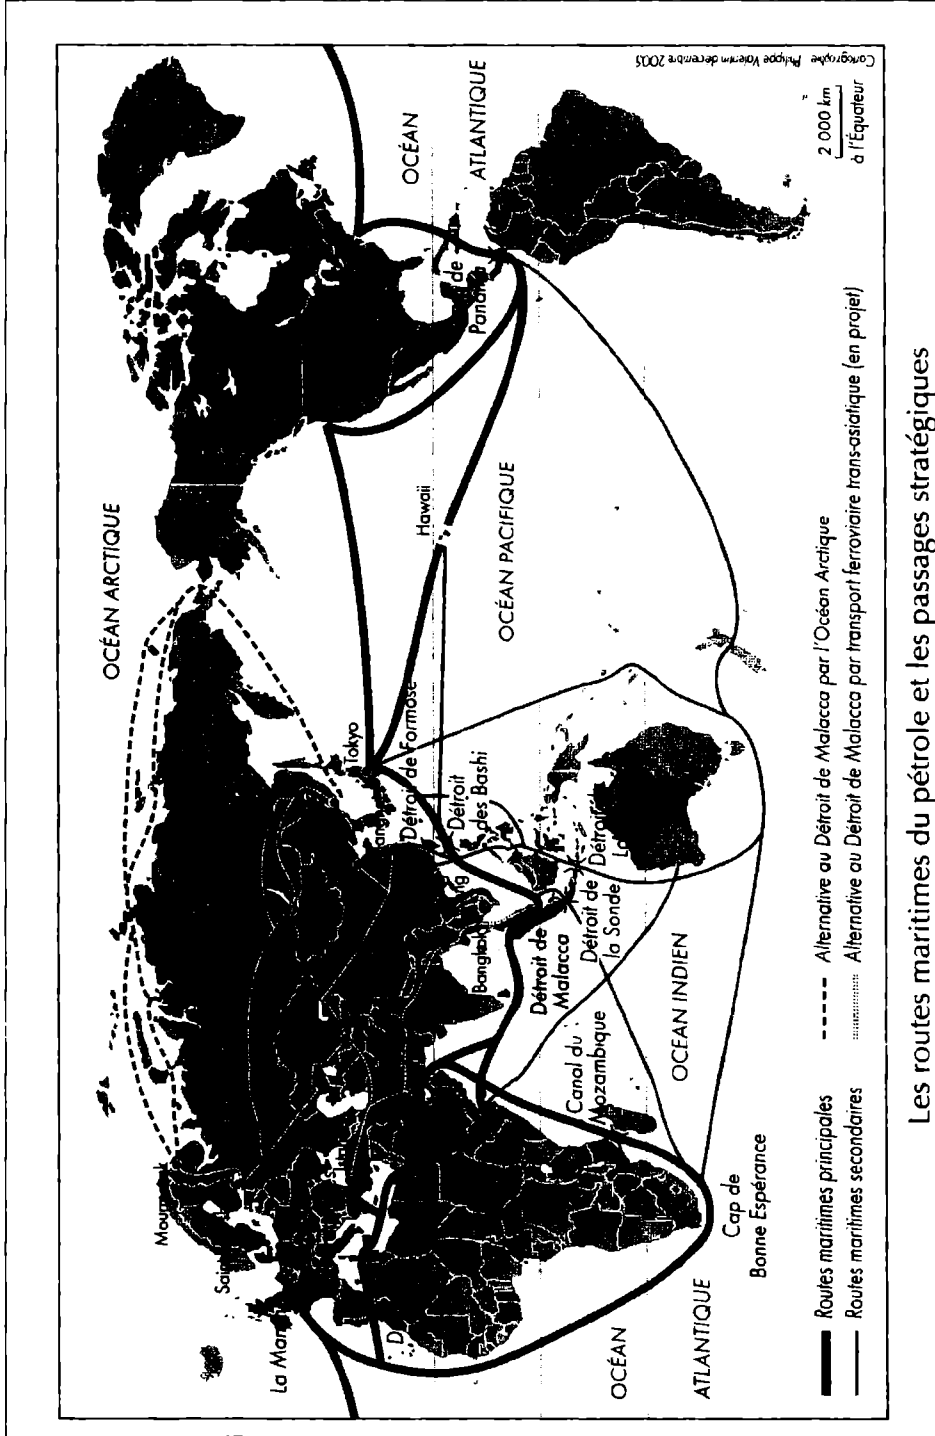 OCÉAN ARCTIQUE
OCÉAN
ATLANTIQUE
de
Hawaii
OCÉAN PACIFIQUE
Tokyo
Détroit de Formose
Détroit
des Bashi
Détroit de
la Sonde
Détroit de
Malacca
Canal du
Mozambique
OCÉAN INDIEN
Cap de
Bonne Espérance
OCÉAN
ATLANTIQUE
2 000 km
à l'Équateur
Cartographe Philippe Valentin décembre 2005
Routes maritimes principales
Routes maritimes secondaires
Alternative au Détroit de Malacca par l'Océan Arctique
Alternative au Détroit de Malacca par transport ferroviaire trans-asiatique (en projet)
Les routes maritimes du pétrole et les passages stratégiques